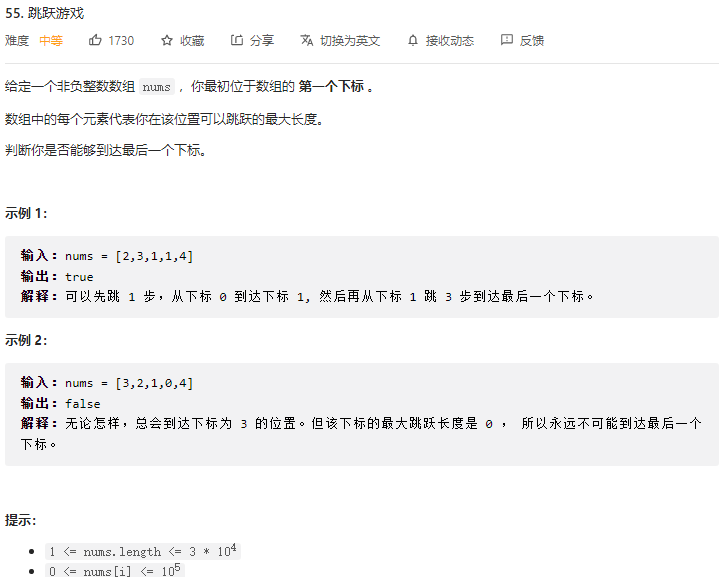 55. 跳跃游戏
难度 中等 1730 收藏 分享 切换为英文 接收动态 反馈
给定一个非负整数数组 nums ，你最初位于数组的 第一个下标 。
数组中的每个元素代表你在该位置可以跳跃的最大长度。
判断你是否能够到达最后一个下标。
示例 1：
输入：nums = [2,3,1,1,4]
输出：true
解释：可以先跳 1 步，从下标 0 到达下标 1, 然后再从下标 1 跳 3 步到达最后一个下标。
示例 2：
输入：nums = [3,2,1,0,4]
输出：false
解释：无论怎样，总会到达下标为 3 的位置。但该下标的最大跳跃长度是 0 ， 所以永远不可能到达最后一个
下标。
提示：
1 <= nums.length <= 3 * 10⁴
0 <= nums[i] <= 10⁵